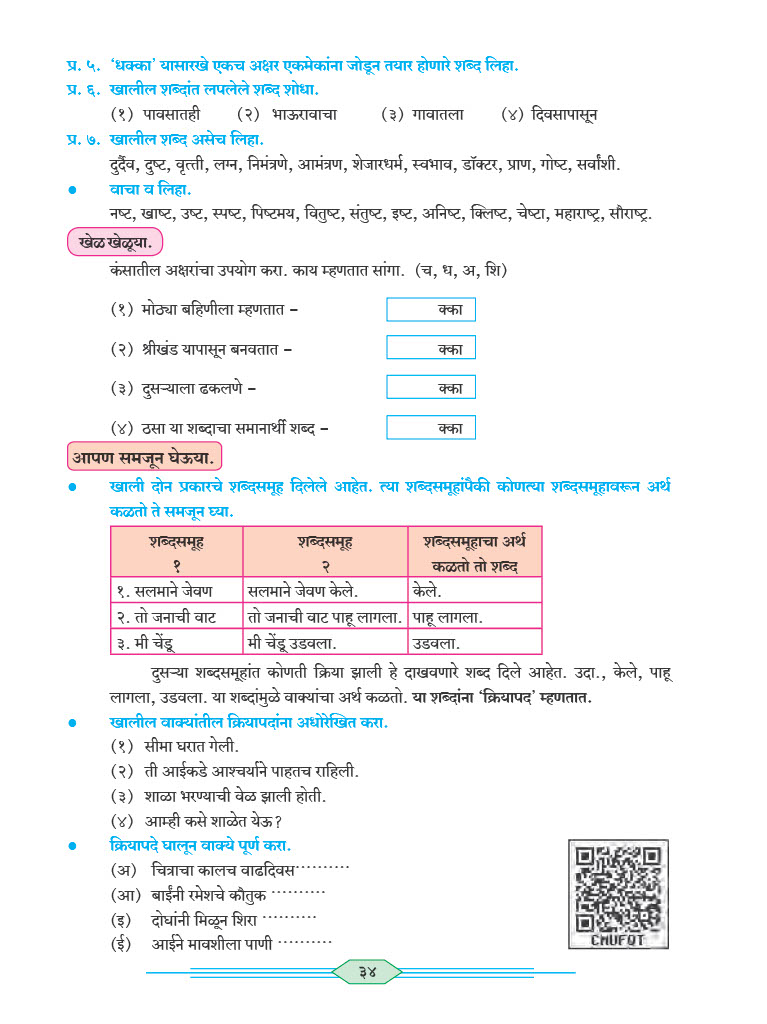 प्र. ५. ‘धक्का’ यासारखे एकच अक्षर एकमेकांना जोडून तयार होणारे शब्द लिहा.
प्र. ६. खालील शब्दांत लपलेले शब्द शोधा.
(१) पावसातही (२) भाऊरावाचा (३) गावातला (४) दिवसापासून
प्र. ७. खालील शब्द असेच लिहा.
दुर्दैव, दुष्ट, वृत्ती, लग्न, निमंत्रणे, आमंत्रण, शेजारधर्म, स्वभाव, डॉक्टर, प्राण, गोष्ट, सर्वांशी.
● वाचा व लिहा.
नष्ट, खाष्ट, उष्ट, स्पष्ट, पिष्टमय, वितुष्ट, संतुष्ट, इष्ट, अनिष्ट, क्लिष्ट, चेष्टा, महाराष्ट्र, सौराष्ट्र.
खेळ खेळूया.
कंसातील अक्षरांचा उपयोग करा. काय म्हणतात सांगा. (च, ध, अ, शि)
(१) मोठ्या बहिणीला म्हणतात – क्का
(२) श्रीखंड यापासून बनवतात – क्का
(३) दुसऱ्याला ढकलणे – क्का
(४) ठसा या शब्दाचा समानार्थी शब्द – क्का
आपण समजून घेऊया.
● खाली दोन प्रकारचे शब्दसमूह दिलेले आहेत. त्या शब्दसमूहांपैकी कोणत्या शब्दसमूहावरून अर्थ
कळतो ते समजून घ्या.
शब्दसमूह शब्दसमूह शब्दसमूहाचा अर्थ
१ २ कळतो तो शब्द
१. सलमाने जेवण सलमाने जेवण केले. केले.
२. तो जनाची वाट तो जनाची वाट पाहू लागला. पाहू लागला.
३. मी चेंडू मी चेंडू उडवला. उडवला.
दुसऱ्या शब्दसमूहांत कोणती क्रिया झाली हे दाखवणारे शब्द दिले आहेत. उदा., केले, पाहू
लागला, उडवला. या शब्दांमुळे वाक्यांचा अर्थ कळतो. या शब्दांना ‘क्रियापद’ म्हणतात.
● खालील वाक्यांतील क्रियापदांना अधोरेखित करा.
(१) सीमा घरात गेली.
(२) ती आईकडे आश्चर्याने पाहतच राहिली.
(३) शाळा भरण्याची वेळ झाली होती.
(४) आम्ही कसे शाळेत येऊ?
● क्रियापदे घालून वाक्ये पूर्ण करा.
(अ) चित्राचा कालच वाढदिवस..........
(आ) बाईंनी रमेशचे कौतुक ..........
(इ) दोघांनी मिळून शिरा ..........
(ई) आईने मावशीला पाणी ..........
CMUFQT
३४